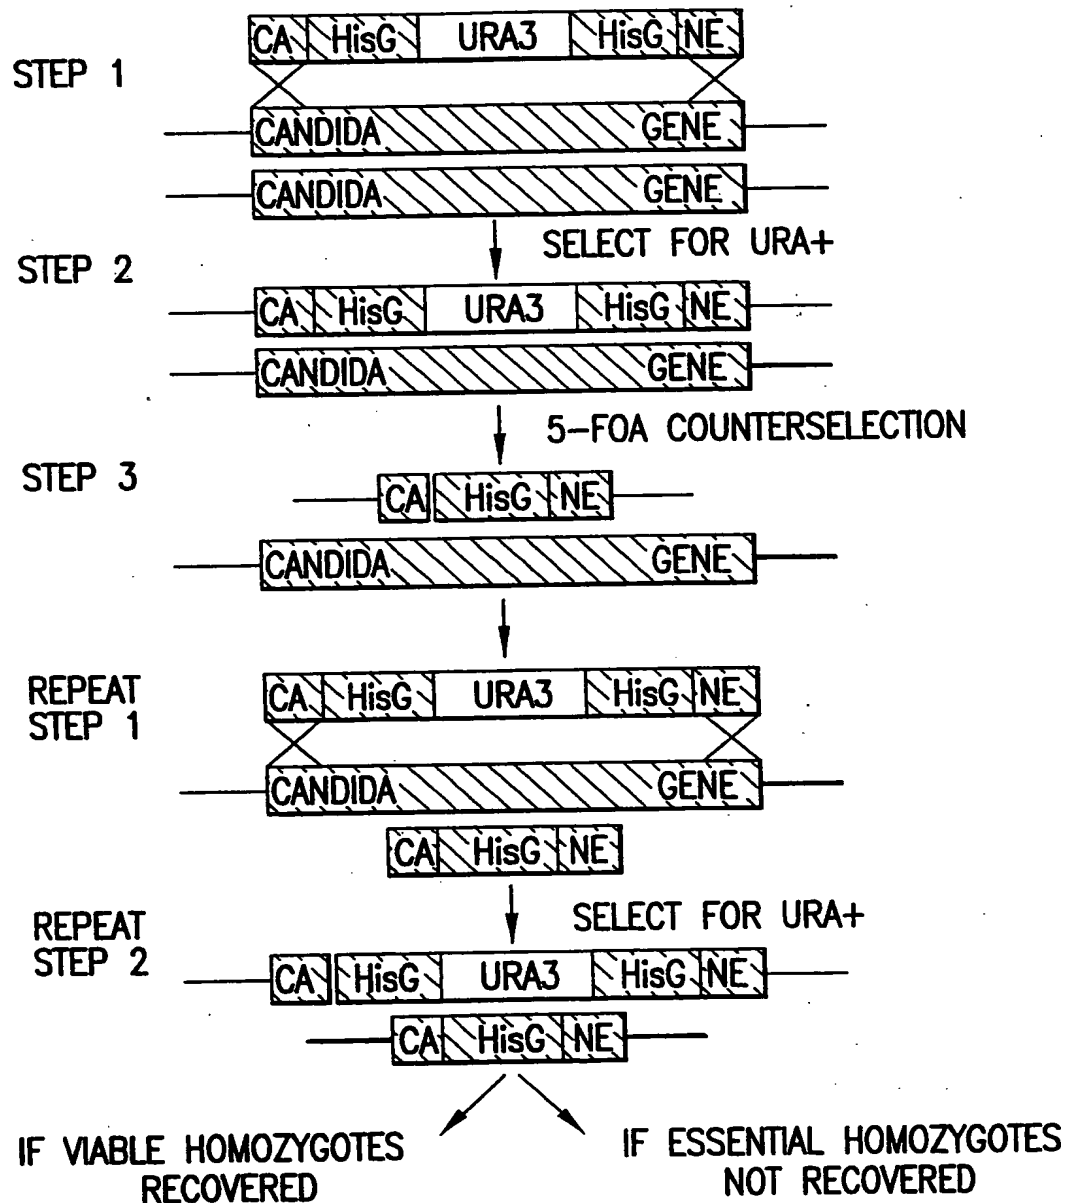 CA HisG URA3 HisG NE
STEP 1
CANDIDA GENE
CANDIDA GENE
SELECT FOR URA+
STEP 2
CA HisG URA3 HisG NE
CANDIDA GENE
5-FOA COUNTERSELECTION
STEP 3
CA HisG NE
CANDIDA GENE
REPEAT
STEP 1
CA HisG URA3 HisG NE
CANDIDA GENE
CA HisG NE
SELECT FOR URA+
REPEAT
STEP 2
CA HisG URA3 HisG NE
CA HisG NE
IF VIABLE HOMOZYGOTES
RECOVERED
IF ESSENTIAL HOMOZYGOTES
NOT RECOVERED